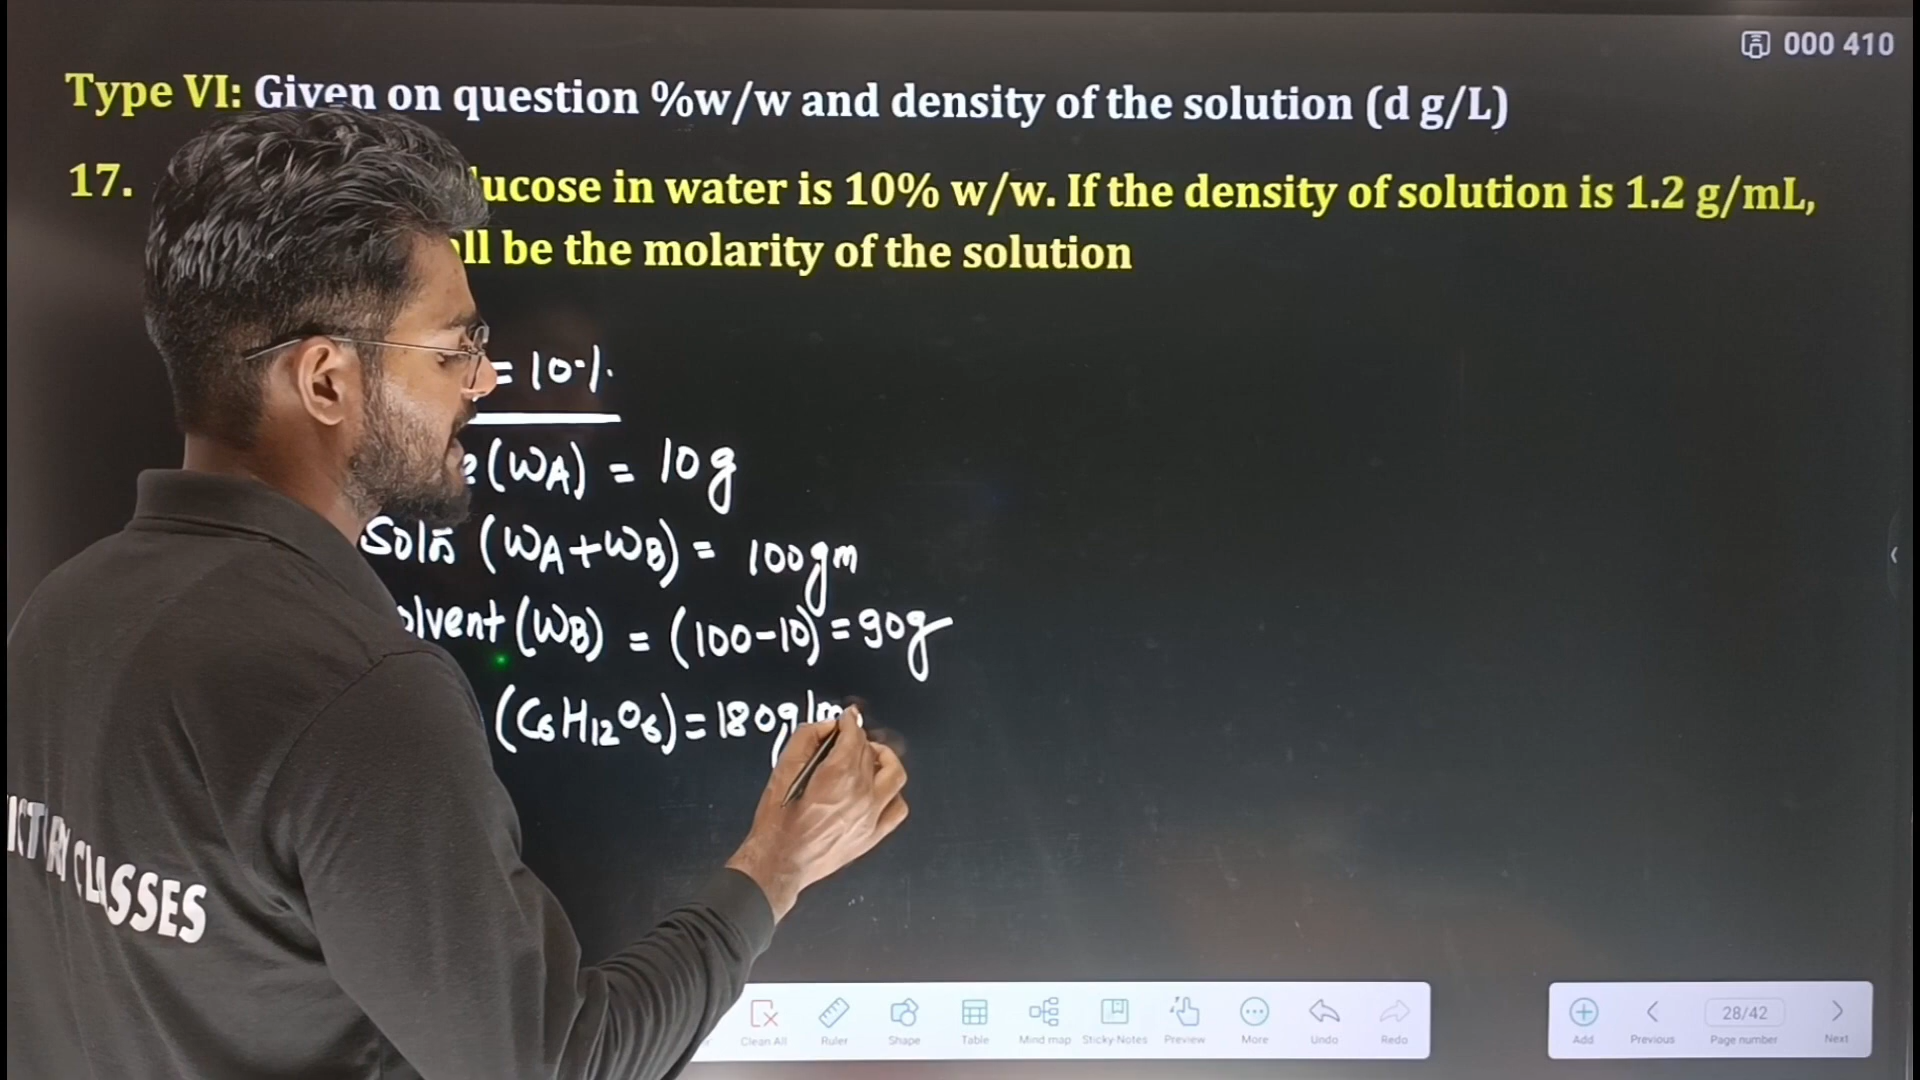 000 410
Type VI: Given on question %w/w and density of the solution (d g/L)
17. lucose in water is 10% w/w. If the density of solution is 1.2 g/mL,
ll be the molarity of the solution
= 10%
e (WA) = 10g
Soln (WA+WB) = 100gm
olvent (WB) = (100-10) = 90g
(C6H12O6) = 180g/m
ICTORY CLASSES
Clean All Ruler Shape Table Mind map Sticky Notes Preview More Undo Redo
Add Previous 28/42 Page number Next